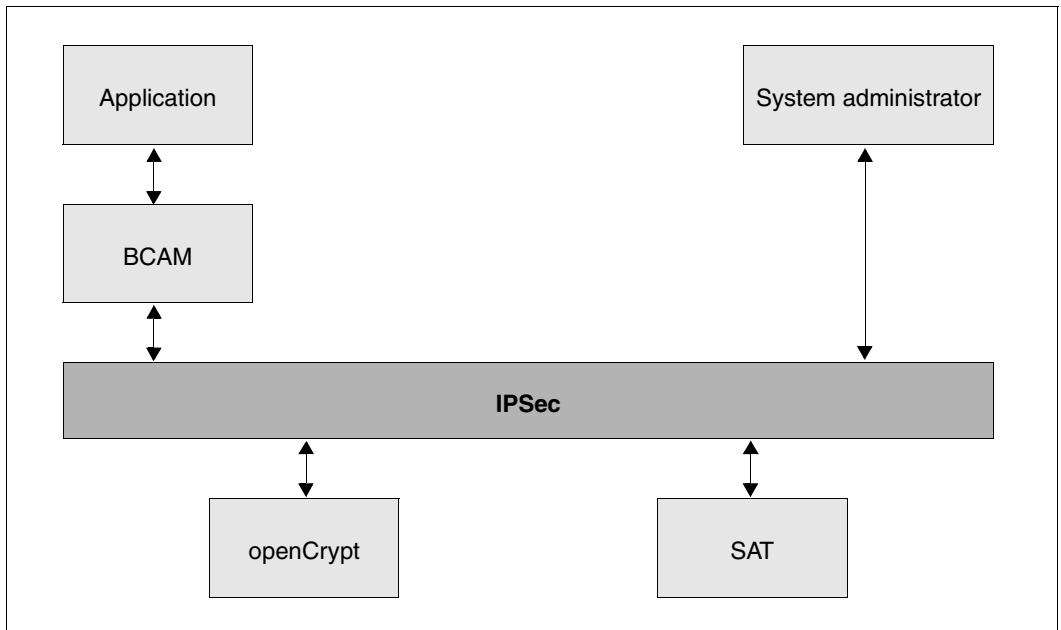 Application
System administrator
BCAM
IPSec
openCrypt
SAT